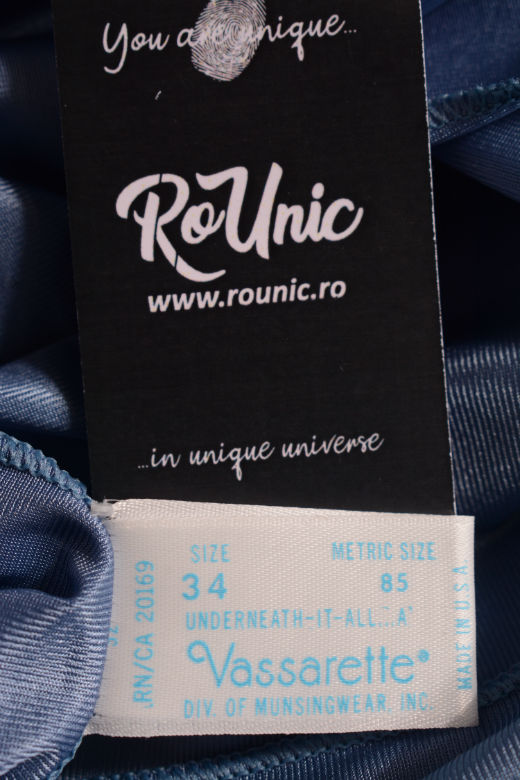 You are unique...
RoUnic
www.rounic.ro
...in unique universe
SIZE METRIC SIZE
34 85
UNDERNEATH-IT-ALL...A"
Vassarette®
DIV. OF MUNSINGWEAR, INC.
RN/CA 20169
MADE IN U.S.A.